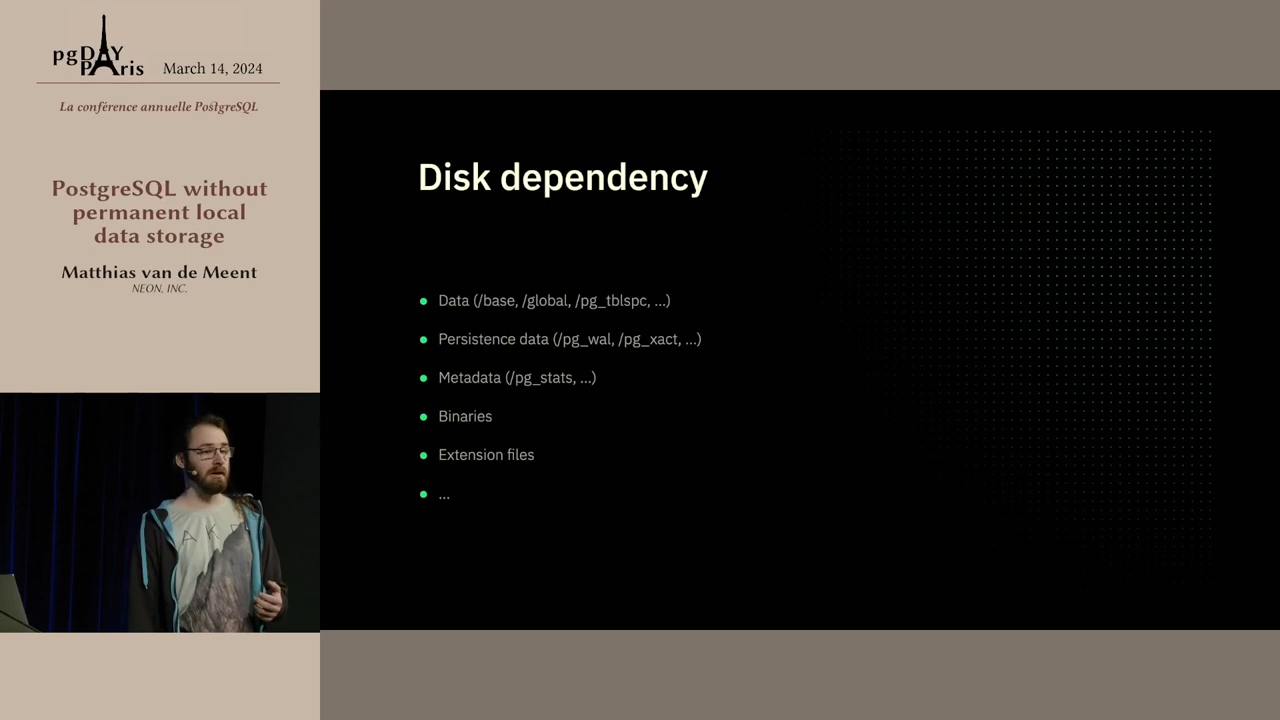 pgDAY
PAris
March 14, 2024
La conférence annuelle PostgreSQL
PostgreSQL without
permanent local
data storage
Matthias van de Meent
NEON, INC.
Disk dependency
Data (/base, /global, /pg_tblspc, ...)
Persistence data (/pg_wal, /pg_xact, ...)
Metadata (/pg_stats, ...)
Binaries
Extension files
...